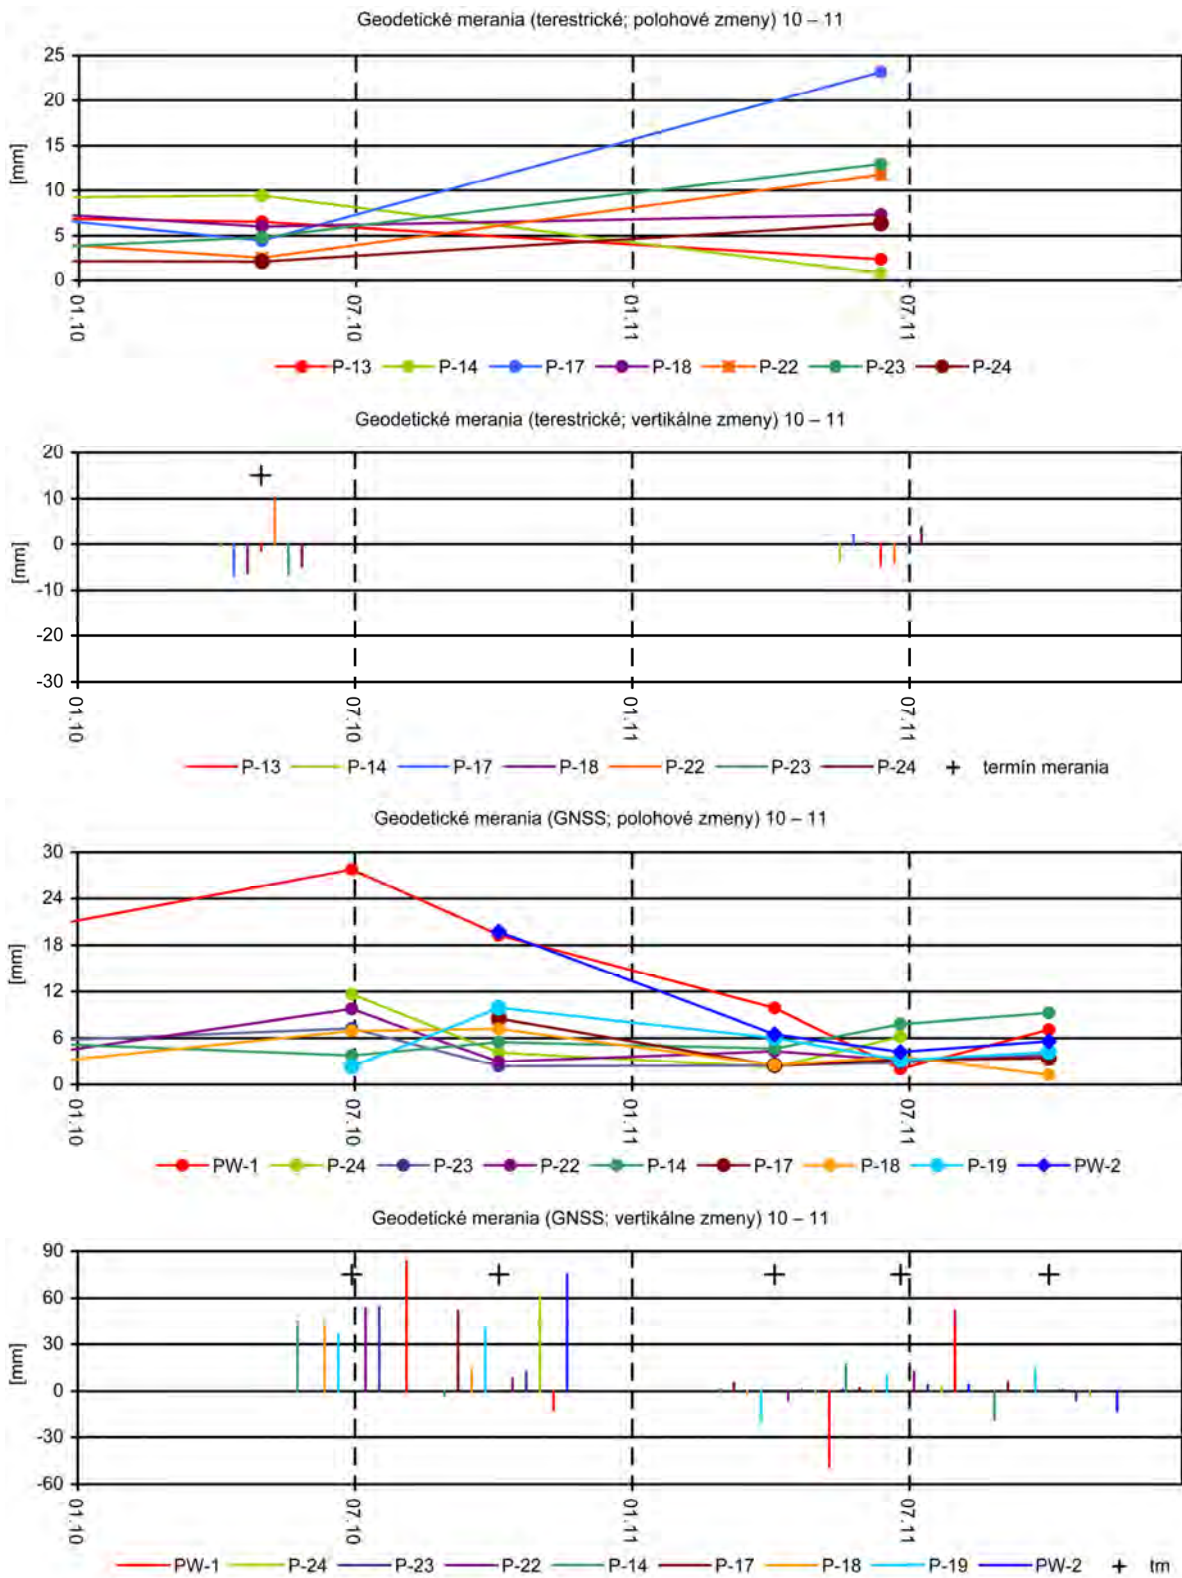 Geodetické merania (terestrické; polohové zmeny) 10 – 11
25
20
15
10
5
0
[mm]
01.10 07.10 01.11 07.11
P-13 P-14 P-17 P-18 P-22 P-23 P-24
Geodetické merania (terestrické; vertikálne zmeny) 10 – 11
20
10
0
-10
-20
-30
[mm]
01.10 07.10 01.11 07.11
P-13 P-14 P-17 P-18 P-22 P-23 P-24 + termín merania
Geodetické merania (GNSS; polohové zmeny) 10 – 11
30
24
18
12
6
0
[mm]
01.10 07.10 01.11 07.11
PW-1 P-24 P-23 P-22 P-14 P-17 P-18 P-19 PW-2
Geodetické merania (GNSS; vertikálne zmeny) 10 – 11
90
60
30
0
-30
-60
[mm]
01.10 07.10 01.11 07.11
PW-1 P-24 P-23 P-22 P-14 P-17 P-18 P-19 PW-2 + tm